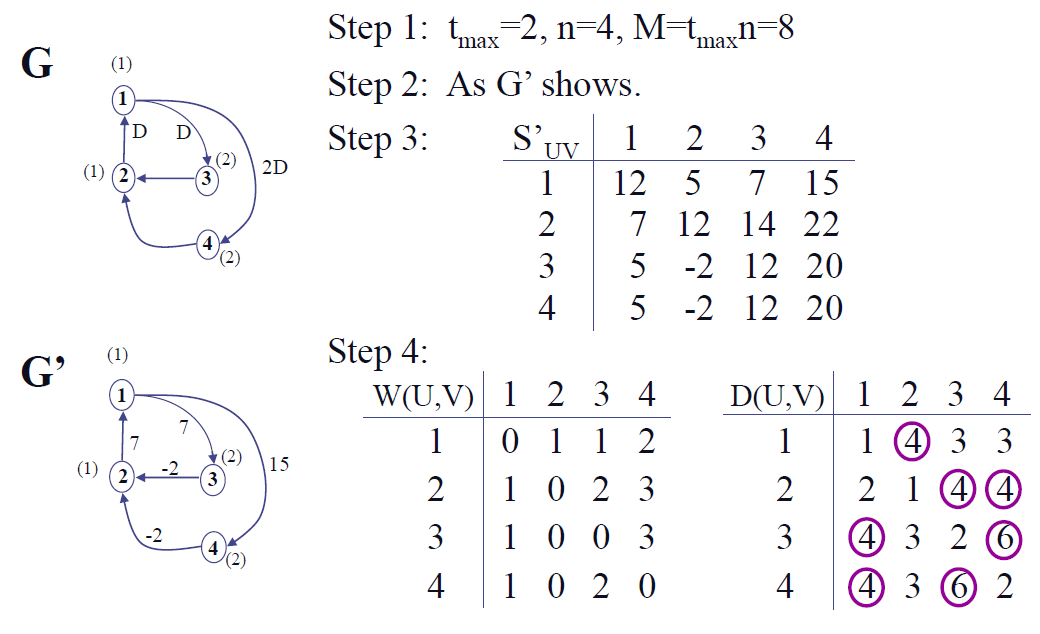 Step 1: tmax=2, n=4, M=tmaxn=8
G
(1)
Step 2: As G’ shows.
1
D D
(1) 2 3 (2) 2D
4 (2)
Step 3:
S’UV 1 2 3 4
1 12 5 7 15
2 7 12 14 22
3 5 -2 12 20
4 5 -2 12 20
G’
(1)
1
7 7
(1) 2 -2 3 (2) 15
-2 4 (2)
Step 4:
W(U,V) 1 2 3 4
1 0 1 1 2
2 1 0 2 3
3 1 0 0 3
4 1 0 2 0
D(U,V) 1 2 3 4
1 1 4 3 3
2 2 1 4 4
3 4 3 2 6
4 4 3 6 2